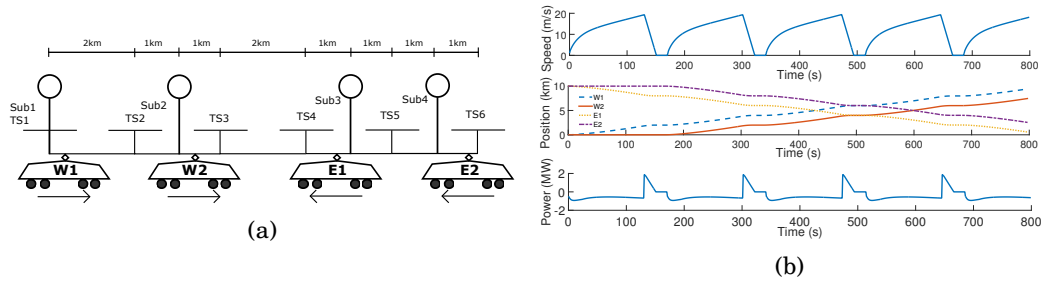 2km 1km 1km 2km 1km 1km 1km 1km
Sub1
TS1
TS2
Sub2
TS3
TS4
Sub3
TS5
Sub4
TS6
W1 W2 E1 E2
(a)
(b)
Speed (m/s)
20
10
0
0 100 200 300 400 500 600 700 800
Time (s)
Position (km)
10
5
0
W1
W2
E1
E2
0 100 200 300 400 500 600 700 800
Time (s)
Power (MW)
2
0
-2
0 100 200 300 400 500 600 700 800
Time (s)